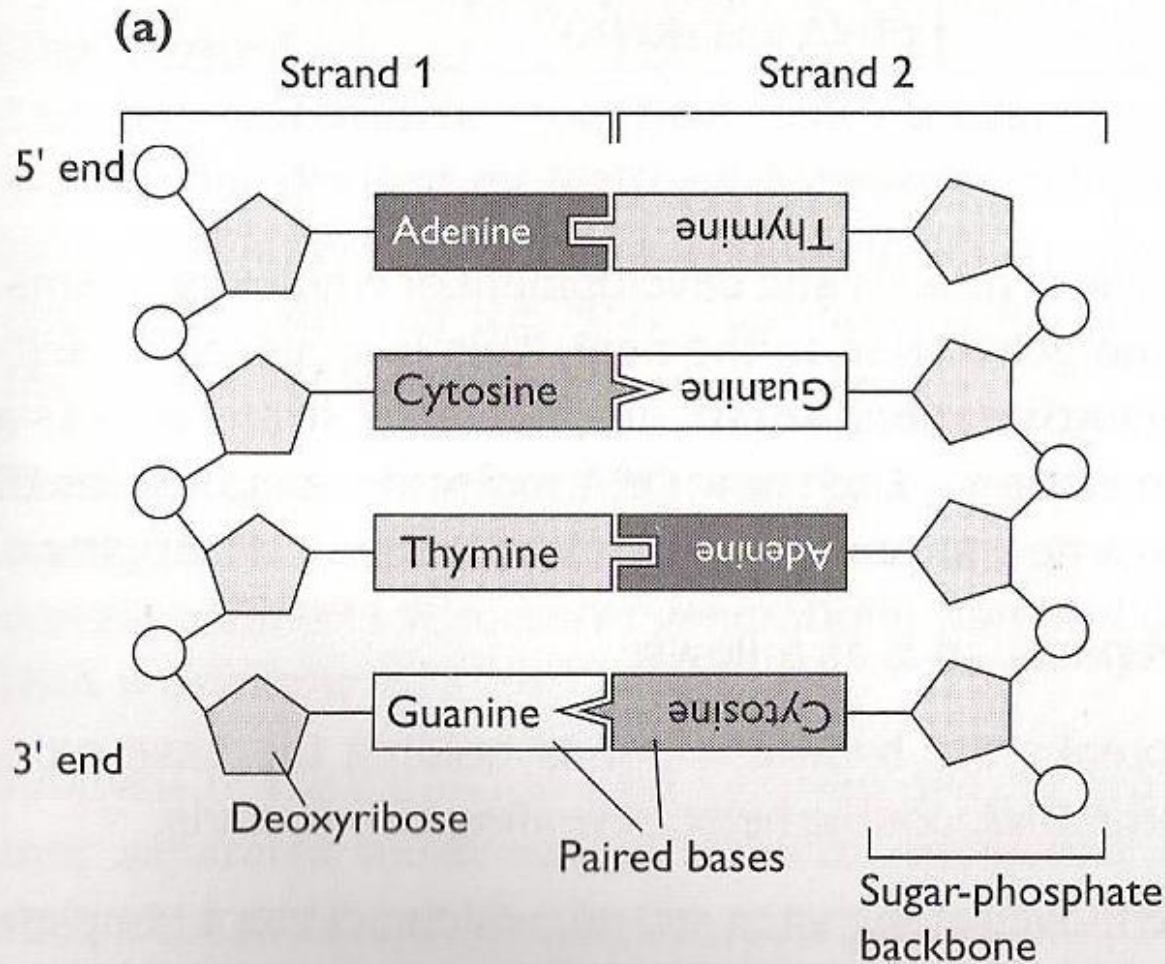 (a)
Strand 1
Strand 2
5' end
Adenine
Thymine
Cytosine
Guanine
Thymine
Adenine
Guanine
Cytosine
3' end
Deoxyribose
Paired bases
Sugar-phosphate
backbone